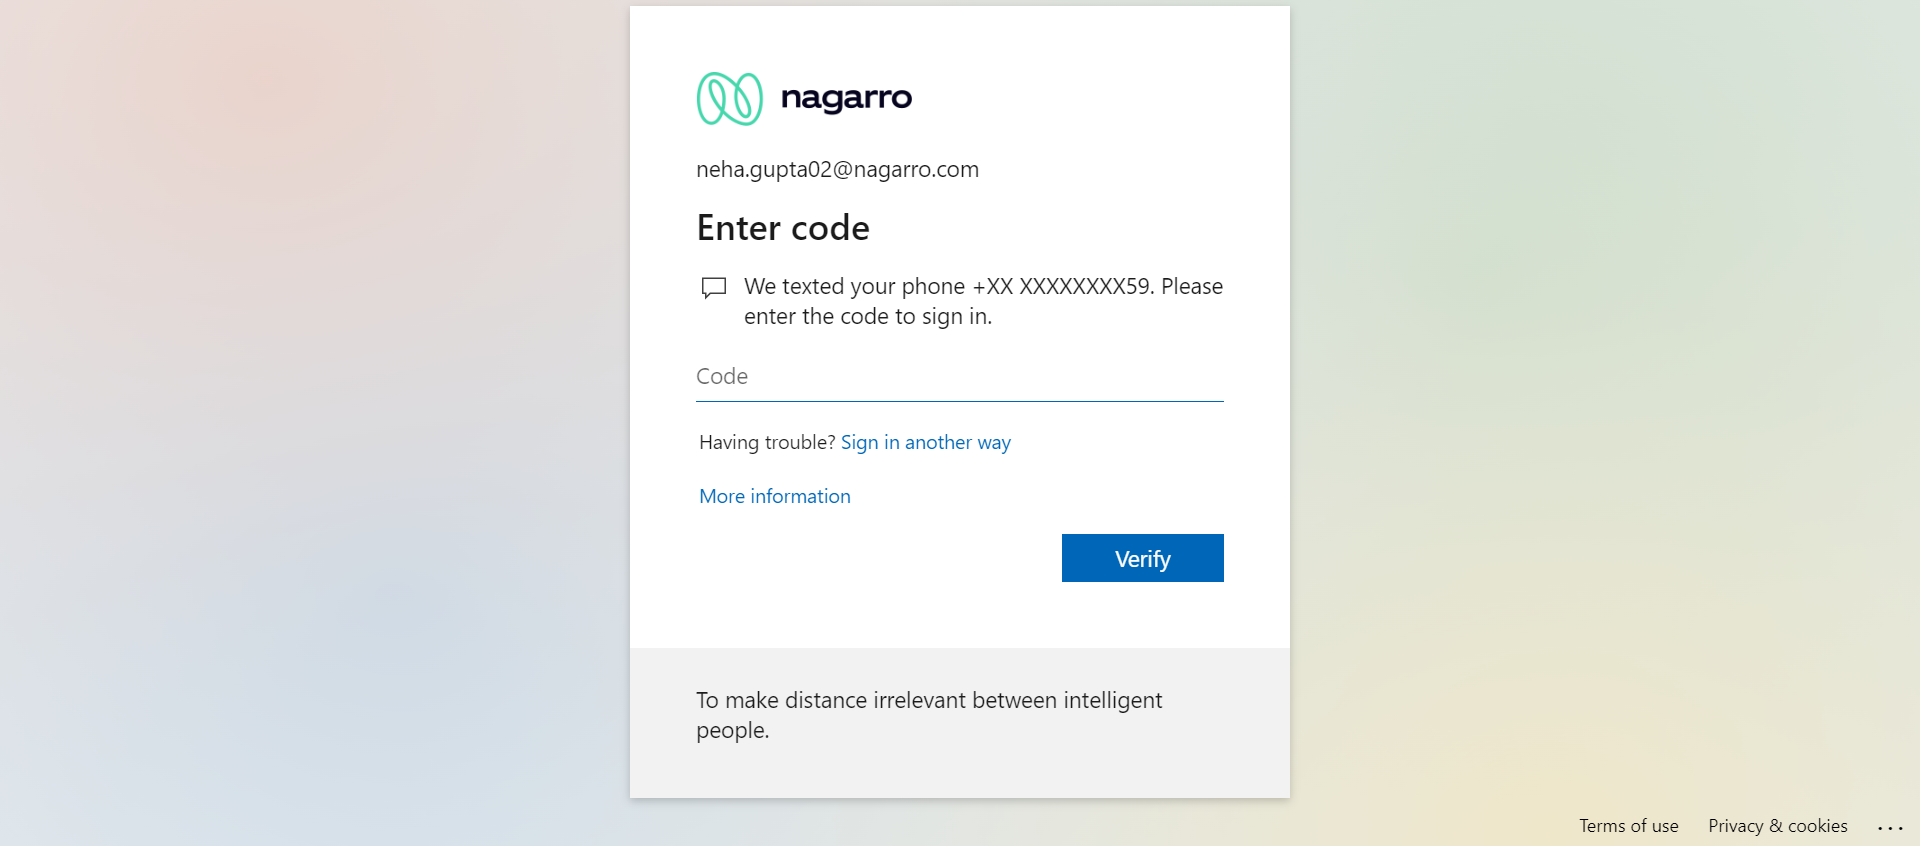 nagarro
neha.gupta02@nagarro.com
Enter code
We texted your phone +XX XXXXXXXX59. Please
enter the code to sign in.
Code
Having trouble? Sign in another way
More information
Verify
To make distance irrelevant between intelligent
people.
Terms of use Privacy & cookies ...